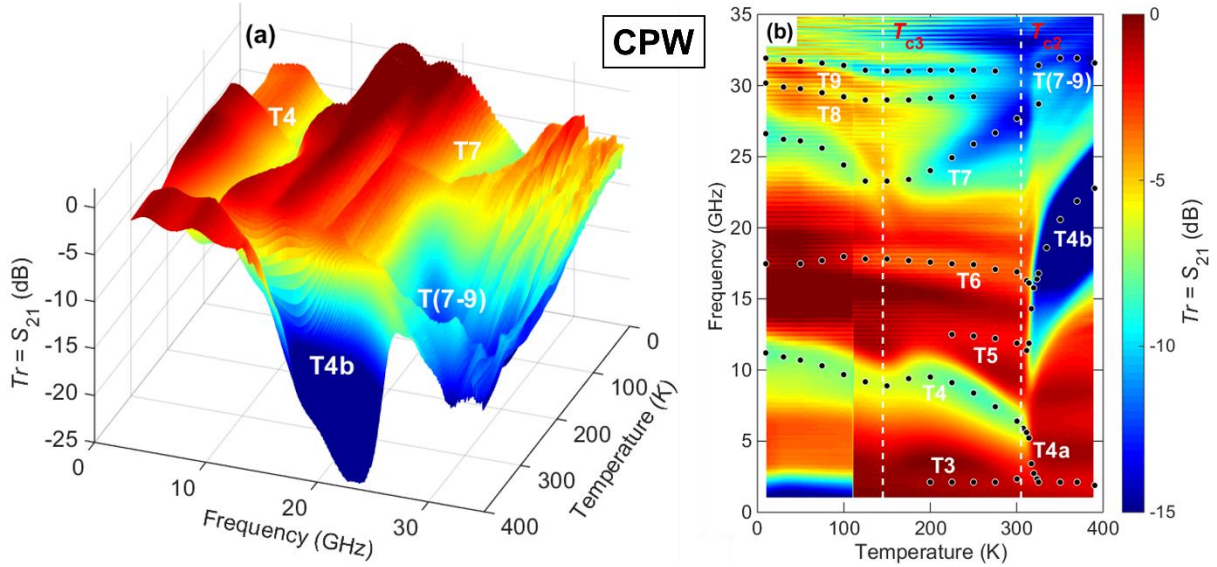 (a)
CPW
T4
T7
T(7-9)
T4b
0
-5
-10
-15
-20
-25
Tr = S21 (dB)
0
10
20
30
Frequency (GHz)
0
100
200
300
400
Temperature (K)
(b)
Tc3
Tc2
T9
T8
T(7-9)
T7
T4b
T6
T5
T4
T4a
T3
35
30
25
20
15
10
5
0
Frequency (GHz)
0
100
200
300
400
Temperature (K)
0
-5
-10
-15
Tr = S21 (dB)